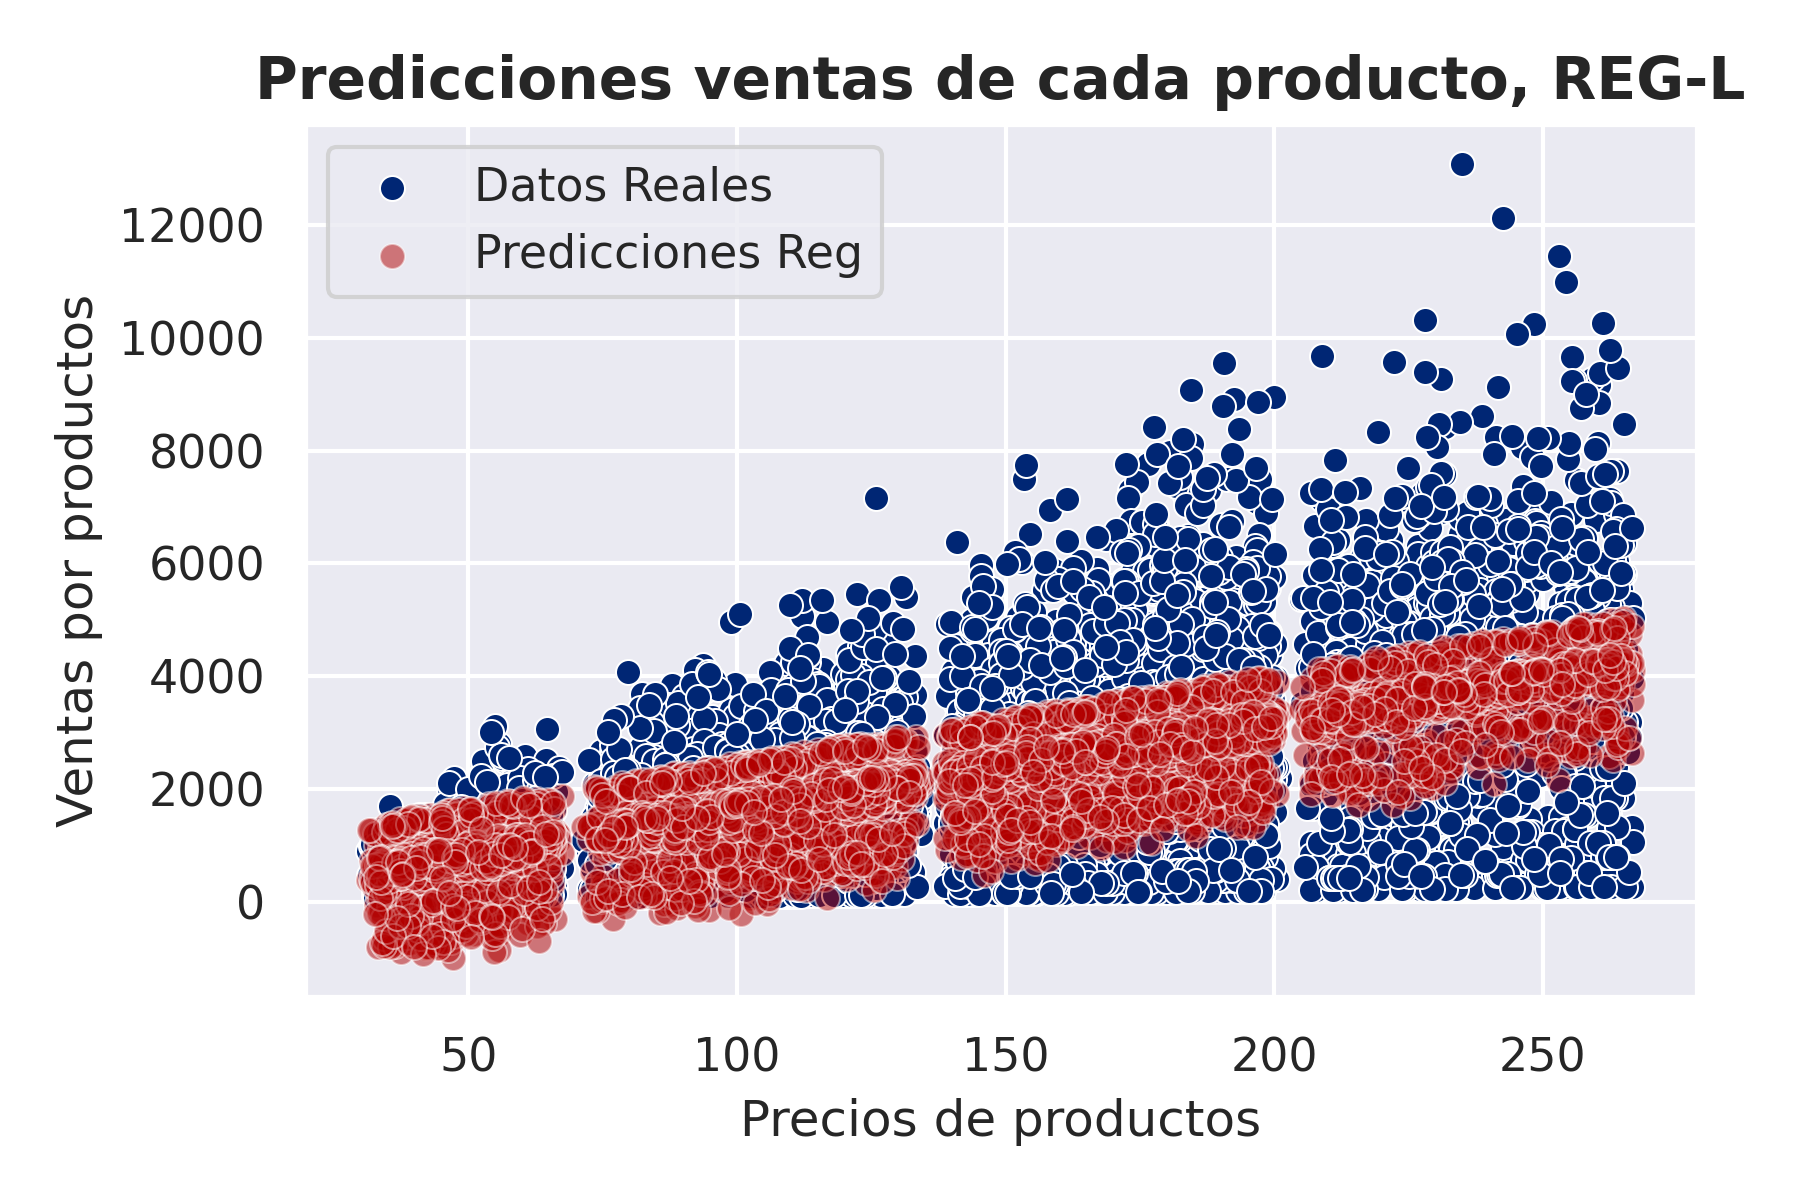 Predicciones ventas de cada producto, REG-L
Datos Reales
Predicciones Reg
Ventas por productos
12000
10000
8000
6000
4000
2000
0
50 100 150 200 250
Precios de productos